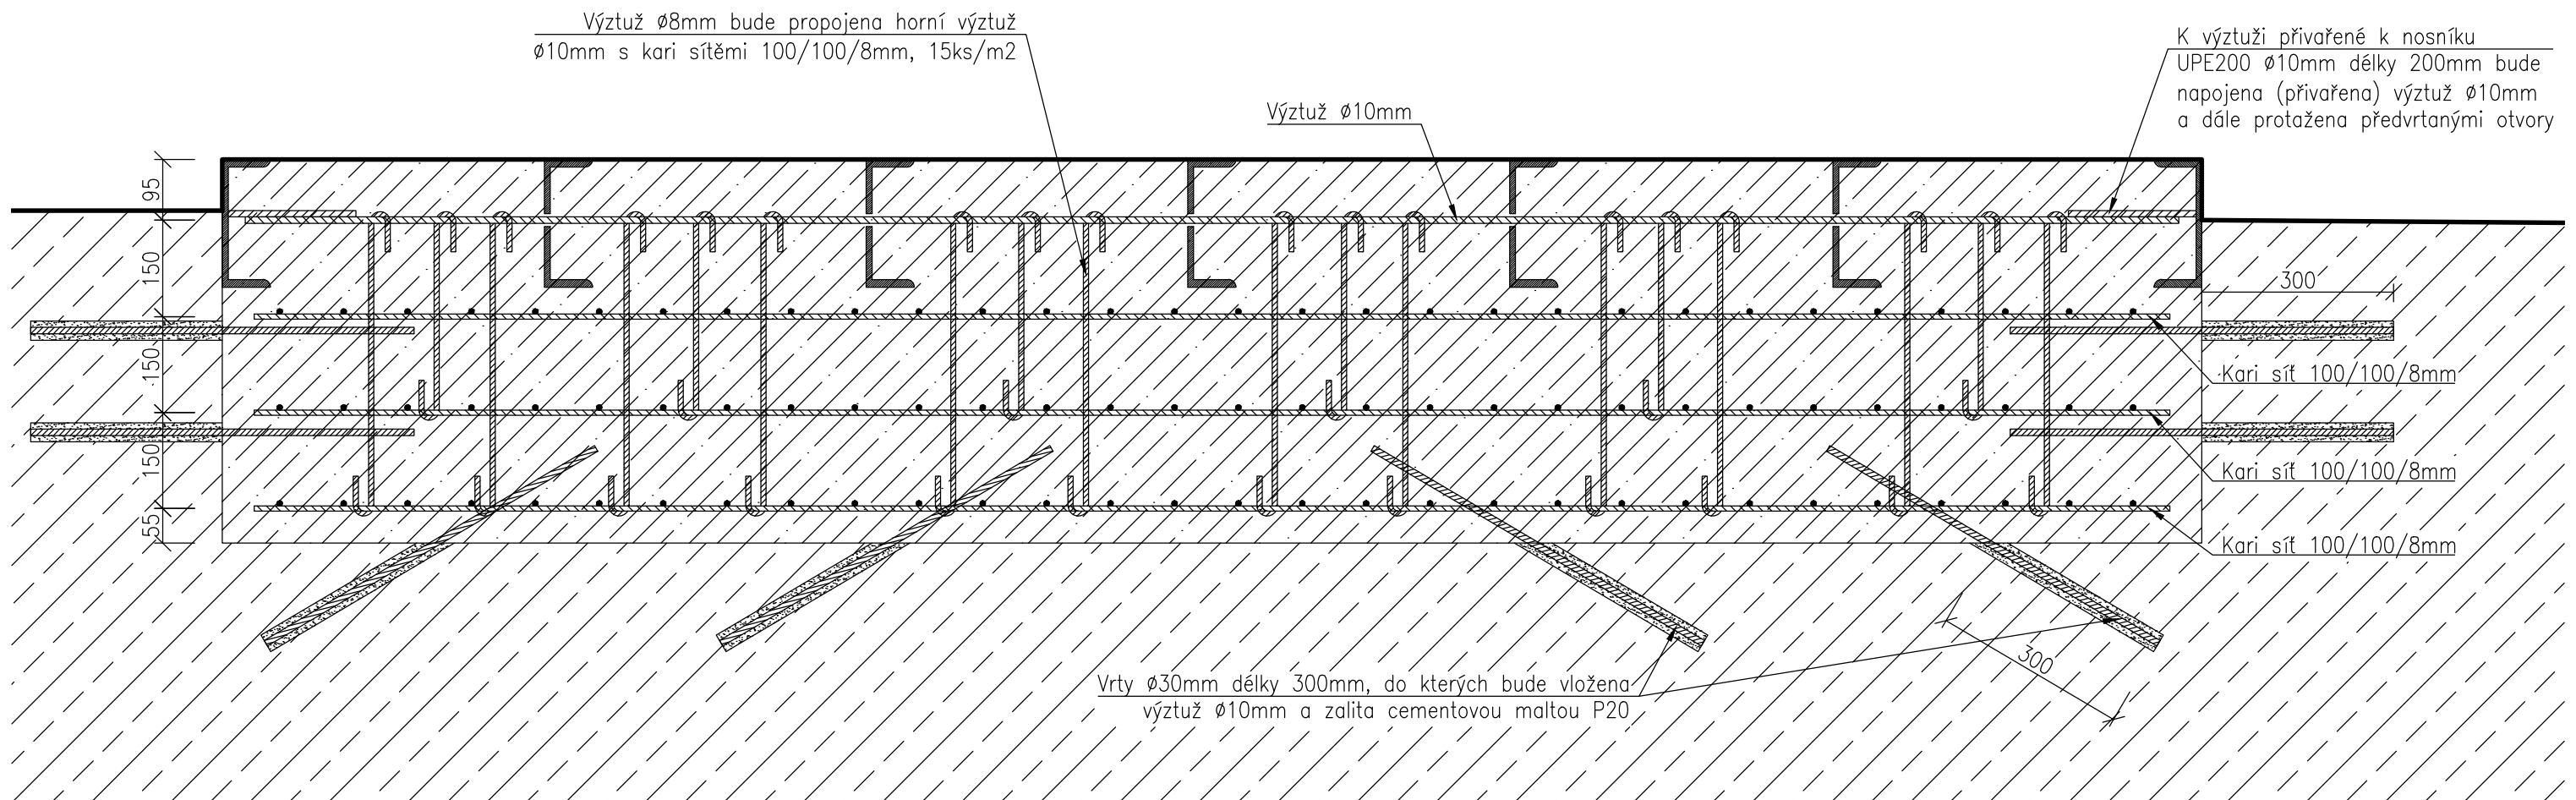 Výztuž ø8mm bude propojena horní výztuž
ø10mm s kari sítěmi 100/100/8mm, 15ks/m2
K výztuži přivařené k nosníku
UPE200 ø10mm délky 200mm bude
napojena (přivařena) výztuž ø10mm
a dále protažena předvrtanými otvory
Výztuž ø10mm
95
150
150
150
55
300
Kari síť 100/100/8mm
Kari síť 100/100/8mm
Kari síť 100/100/8mm
300
Vrty ø30mm délky 300mm, do kterých bude vložena
výztuž ø10mm a zalita cementovou maltou P20